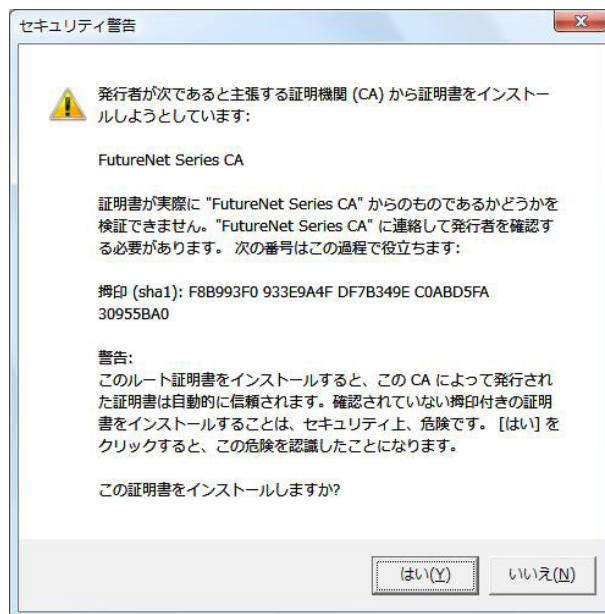 セキュリティ警告
発行者が次であると主張する証明機関 (CA) から証明書をインストー
ルしようとしています:
FutureNet Series CA
証明書が実際に "FutureNet Series CA" からのものであるかどうかを
検証できません。"FutureNet Series CA" に連絡して発行者を確認す
る必要があります。 次の番号はこの過程で役立ちます:
拇印 (sha1): F8B993F0 933E9A4F DF7B349E C0ABD5FA
30955BA0
警告:
このルート証明書をインストールすると、この CA によって発行され
た証明書は自動的に信頼されます。確認されていない拇印付きの証明
書をインストールすることは、セキュリティ上、危険です。 [はい] を
クリックすると、この危険を認識したことになります。
この証明書をインストールしますか?
はい(Y) いいえ(N)